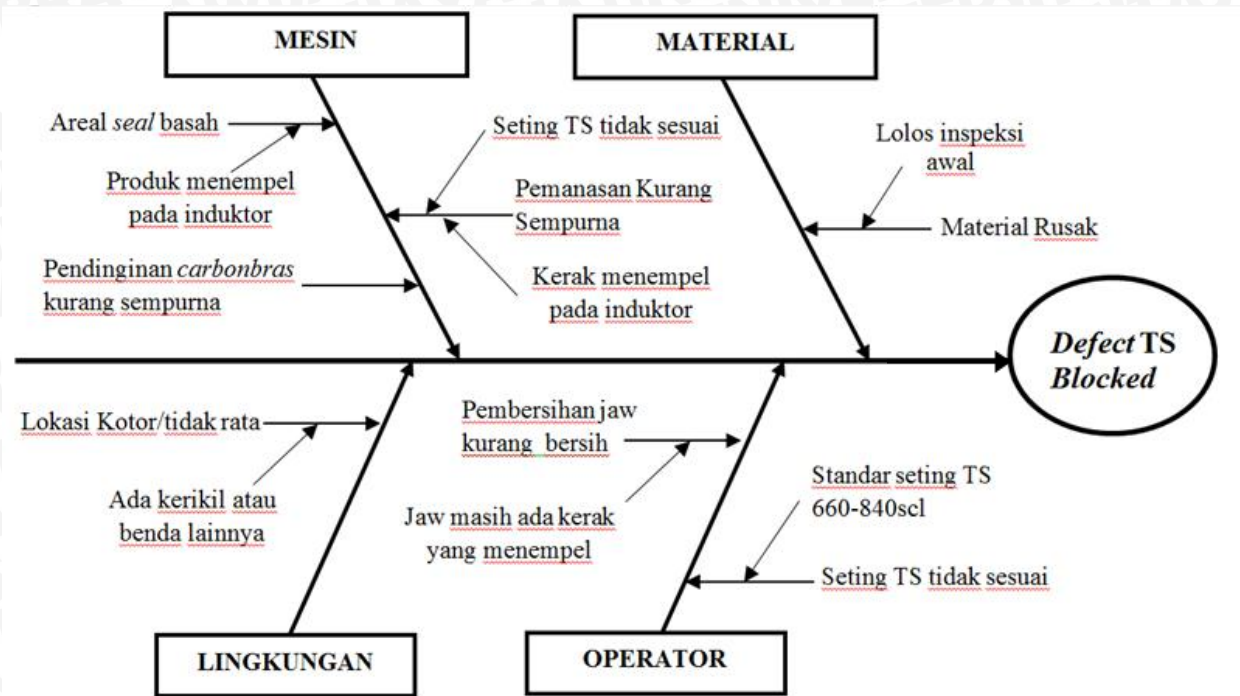 MESIN
MATERIAL
Areal seal basah
Produk menempel
pada induktor
Pendinginan carbonbras
kurang sempurna
Seting TS tidak sesuai
Pemanasan Kurang
Sempurna
Kerak menempel
pada induktor
Lolos inspeksi
awal
Material Rusak
Defect TS
Blocked
Lokasi Kotor/tidak rata
Ada kerikil atau
benda lainnya
Pembersihan jaw
kurang bersih
Jaw masih ada kerak
yang menempel
Standar seting TS
660-840scl
Seting TS tidak sesuai
LINGKUNGAN
OPERATOR